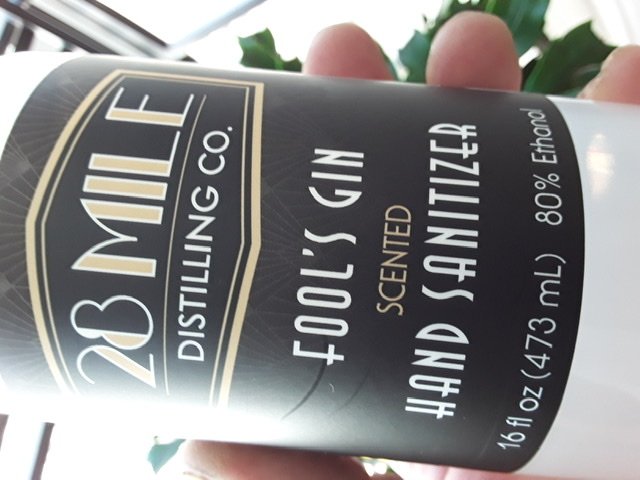 28 MILE
DISTILLING CO.
FOOL'S GIN
SCENTED
HAND SANITIZER
16 fl oz (473 mL) 80% Ethanol